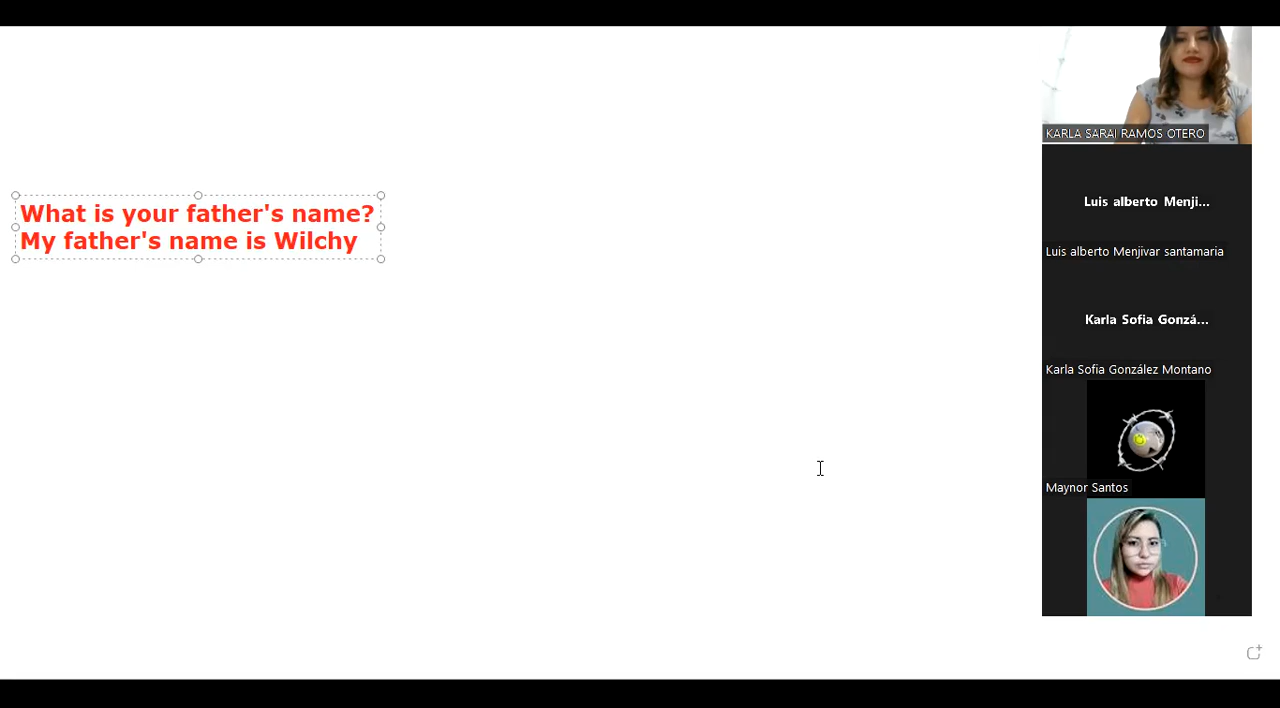 What is your father's name?
My father's name is Wilchy
KARLA SARAI RAMOS OTERO
Luis alberto Menji...
Luis alberto Menjivar santamaria
Karla Sofia Gonzá...
Karla Sofia González Montano
Maynor Santos